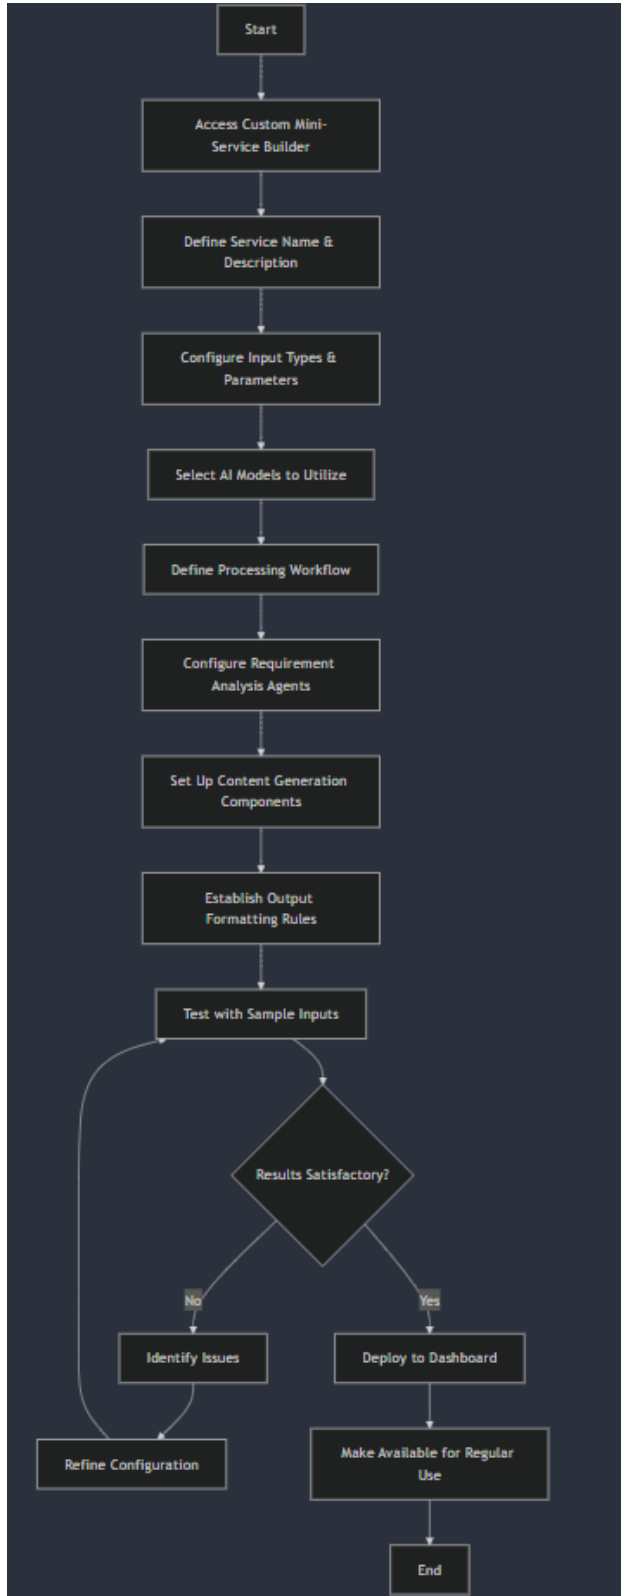 Start
Access Custom Mini-
Service Builder
Define Service Name &
Description
Configure Input Types &
Parameters
Select AI Models to Utilize
Define Processing Workflow
Configure Requirement
Analysis Agents
Set Up Content Generation
Components
Establish Output
Formatting Rules
Test with Sample Inputs
Results Satisfactory?
No
Yes
Identify Issues
Deploy to Dashboard
Refine Configuration
Make Available for Regular
Use
End